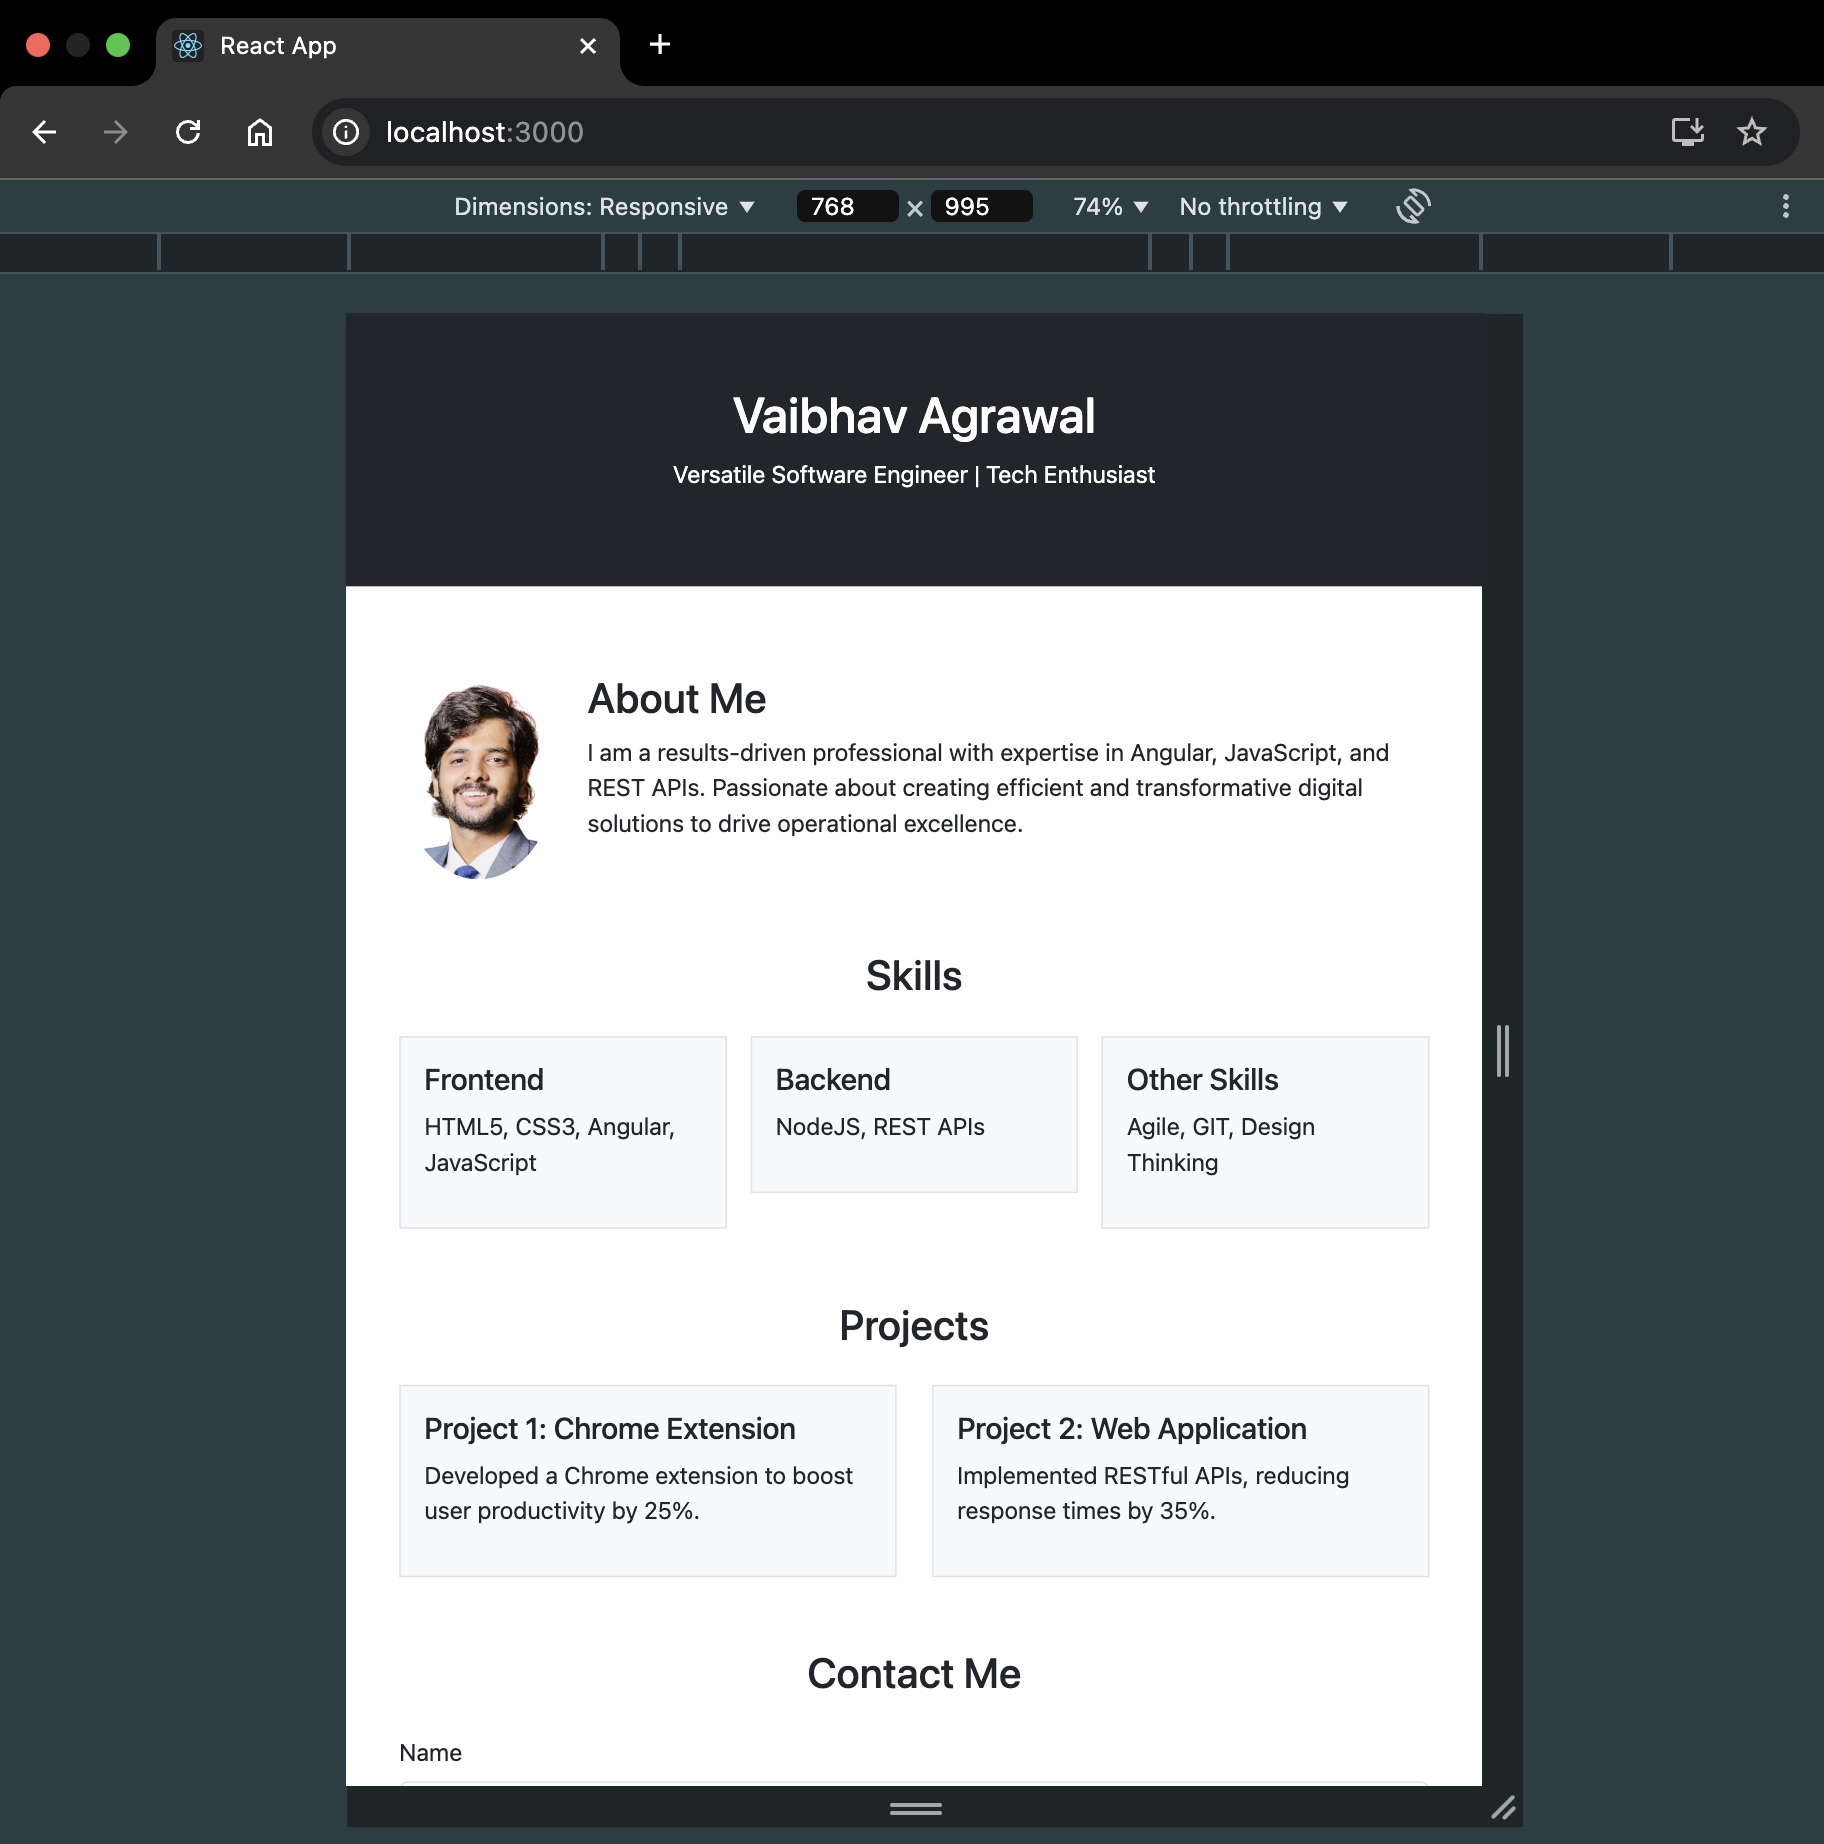 React App
localhost:3000
Dimensions: Responsive 768 × 995 74% No throttling
Vaibhav Agrawal
Versatile Software Engineer | Tech Enthusiast
About Me
I am a results-driven professional with expertise in Angular, JavaScript, and
REST APIs. Passionate about creating efficient and transformative digital
solutions to drive operational excellence.
Skills
Frontend
HTML5, CSS3, Angular,
JavaScript
Backend
NodeJS, REST APIs
Other Skills
Agile, GIT, Design
Thinking
Projects
Project 1: Chrome Extension
Developed a Chrome extension to boost
user productivity by 25%.
Project 2: Web Application
Implemented RESTful APIs, reducing
response times by 35%.
Contact Me
Name